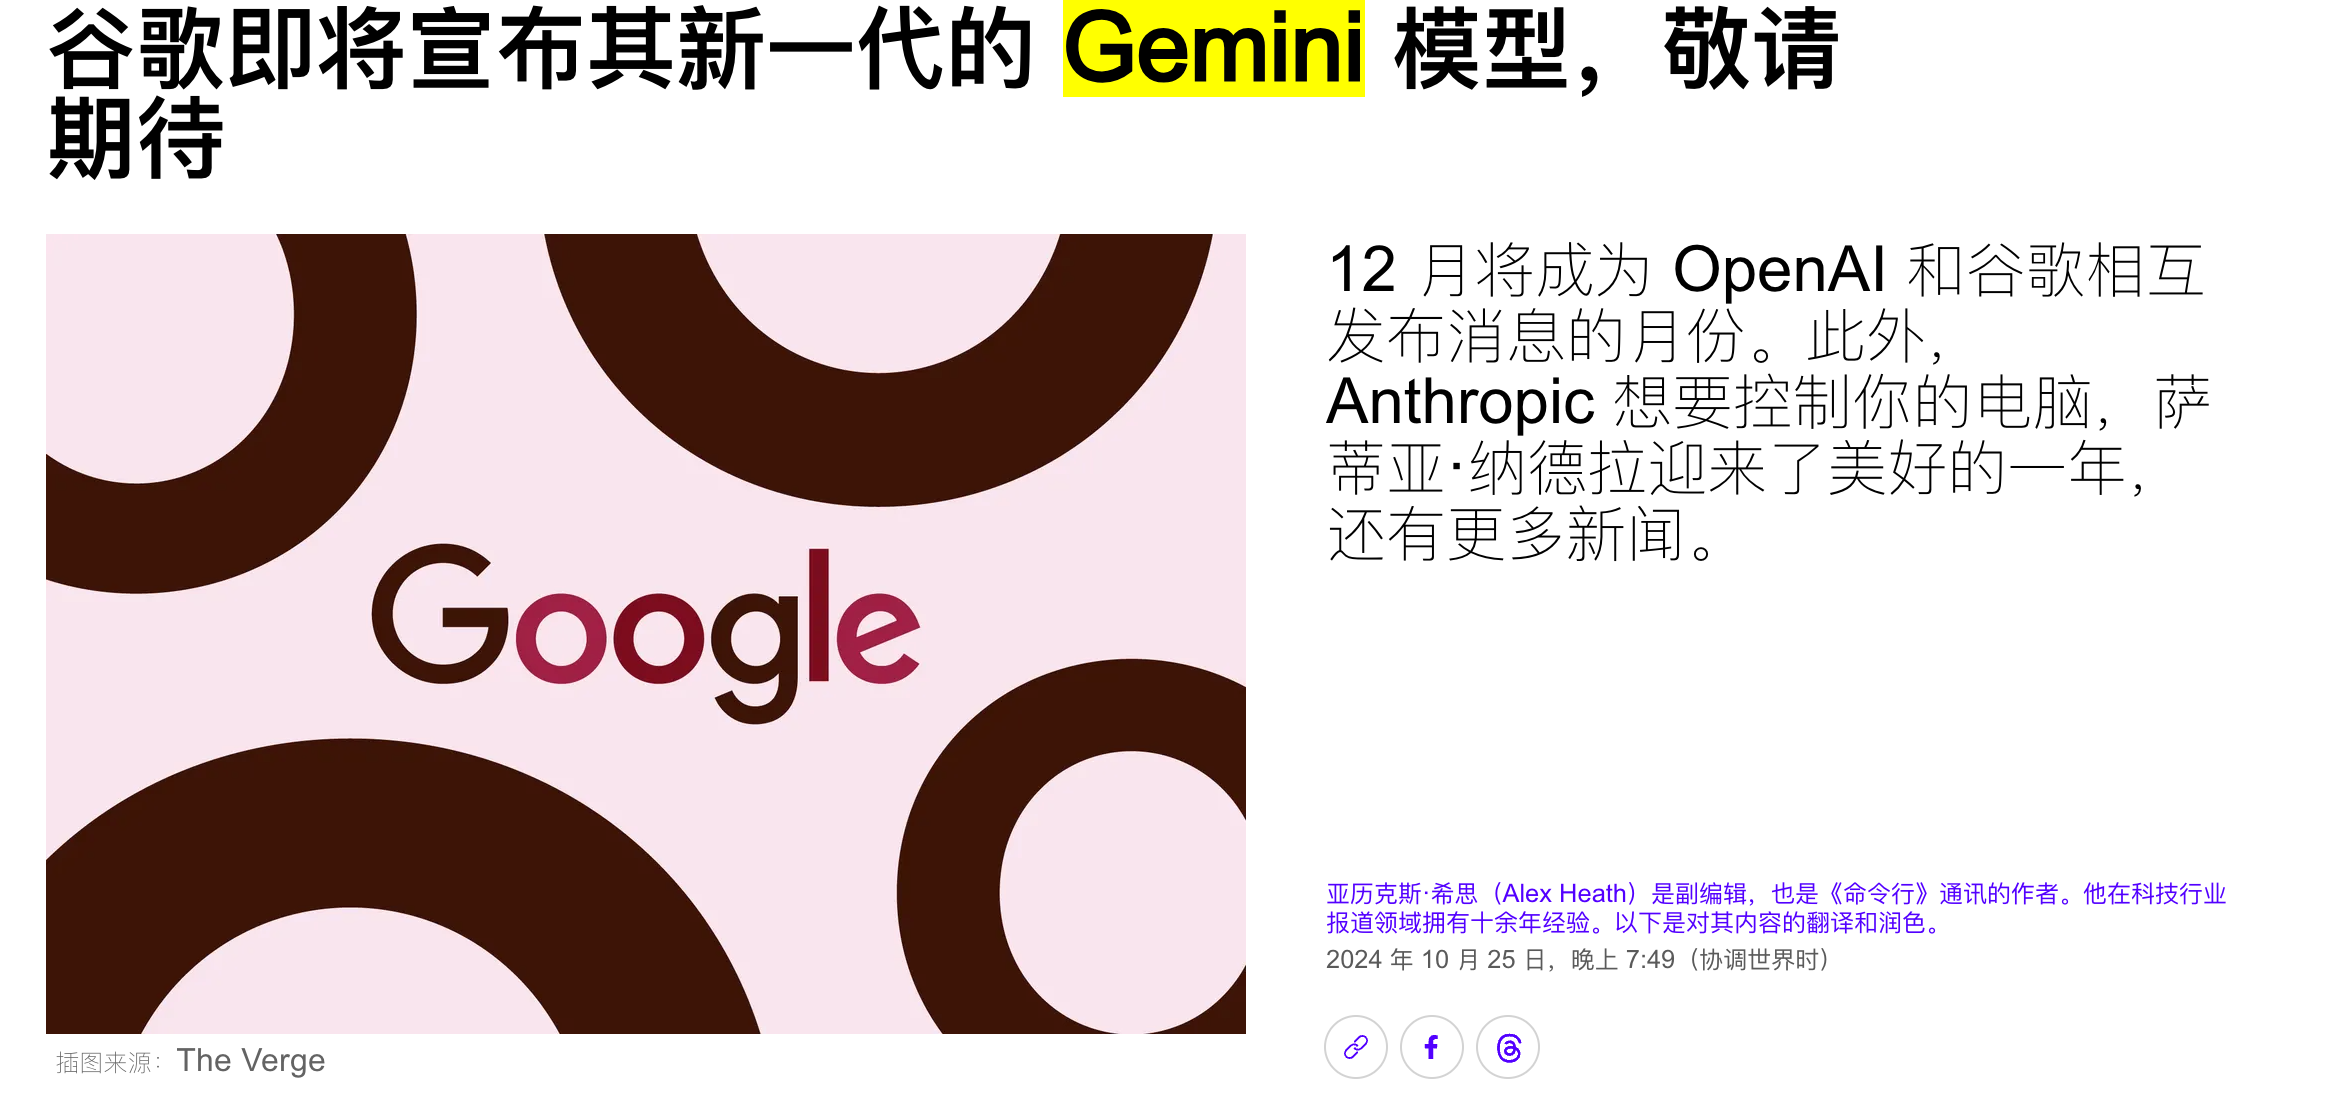 谷歌即将宣布其新一代的 Gemini 模型，敬请
期待
Google
12 月将成为 OpenAI 和谷歌相互
发布消息的月份。此外，
Anthropic 想要控制你的电脑，萨
蒂亚·纳德拉迎来了美好的一年，
还有更多新闻。
亚历克斯·希思（Alex Heath）是副编辑，也是《命令行》通讯的作者。他在科技行业
报道领域拥有十余年经验。以下是对其内容的翻译和润色。
2024 年 10 月 25 日，晚上 7:49（协调世界时）
插图来源：The Verge